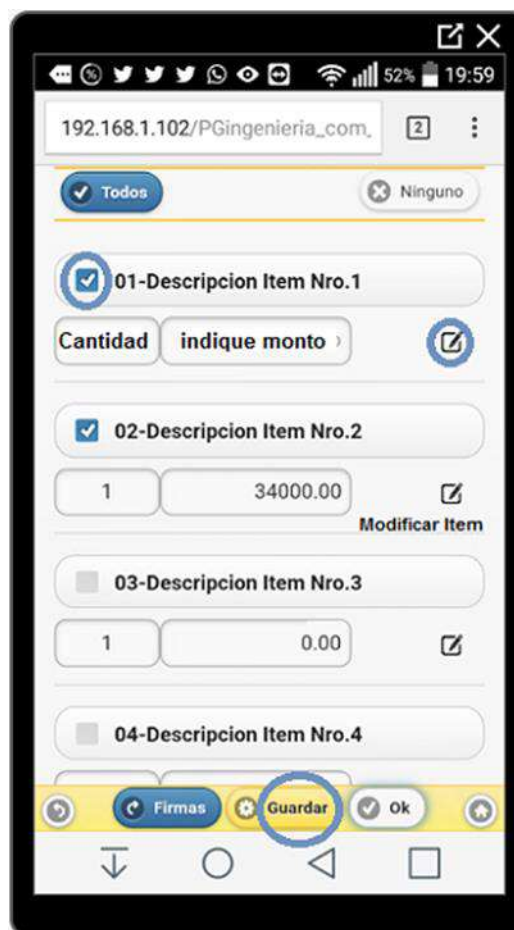 52% 19:59
192.168.1.102/PGingenieria_com_ 2
Todos Ninguno
01-Descripcion Item Nro.1
Cantidad indique monto
02-Descripcion Item Nro.2
1 34000.00
Modificar Item
03-Descripcion Item Nro.3
1 0.00
04-Descripcion Item Nro.4
Firmas Guardar Ok